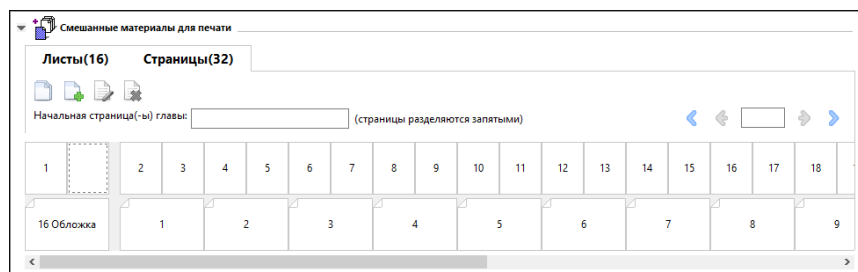 Смешанные материалы для печати
Листы(16) Страницы(32)
Начальная страница(-ы) главы: (страницы разделяются запятыми)
1 2 3 4 5 6 7 8 9 10 11 12 13 14 15 16 17 18
16 Обложка 1 2 3 4 5 6 7 8 9